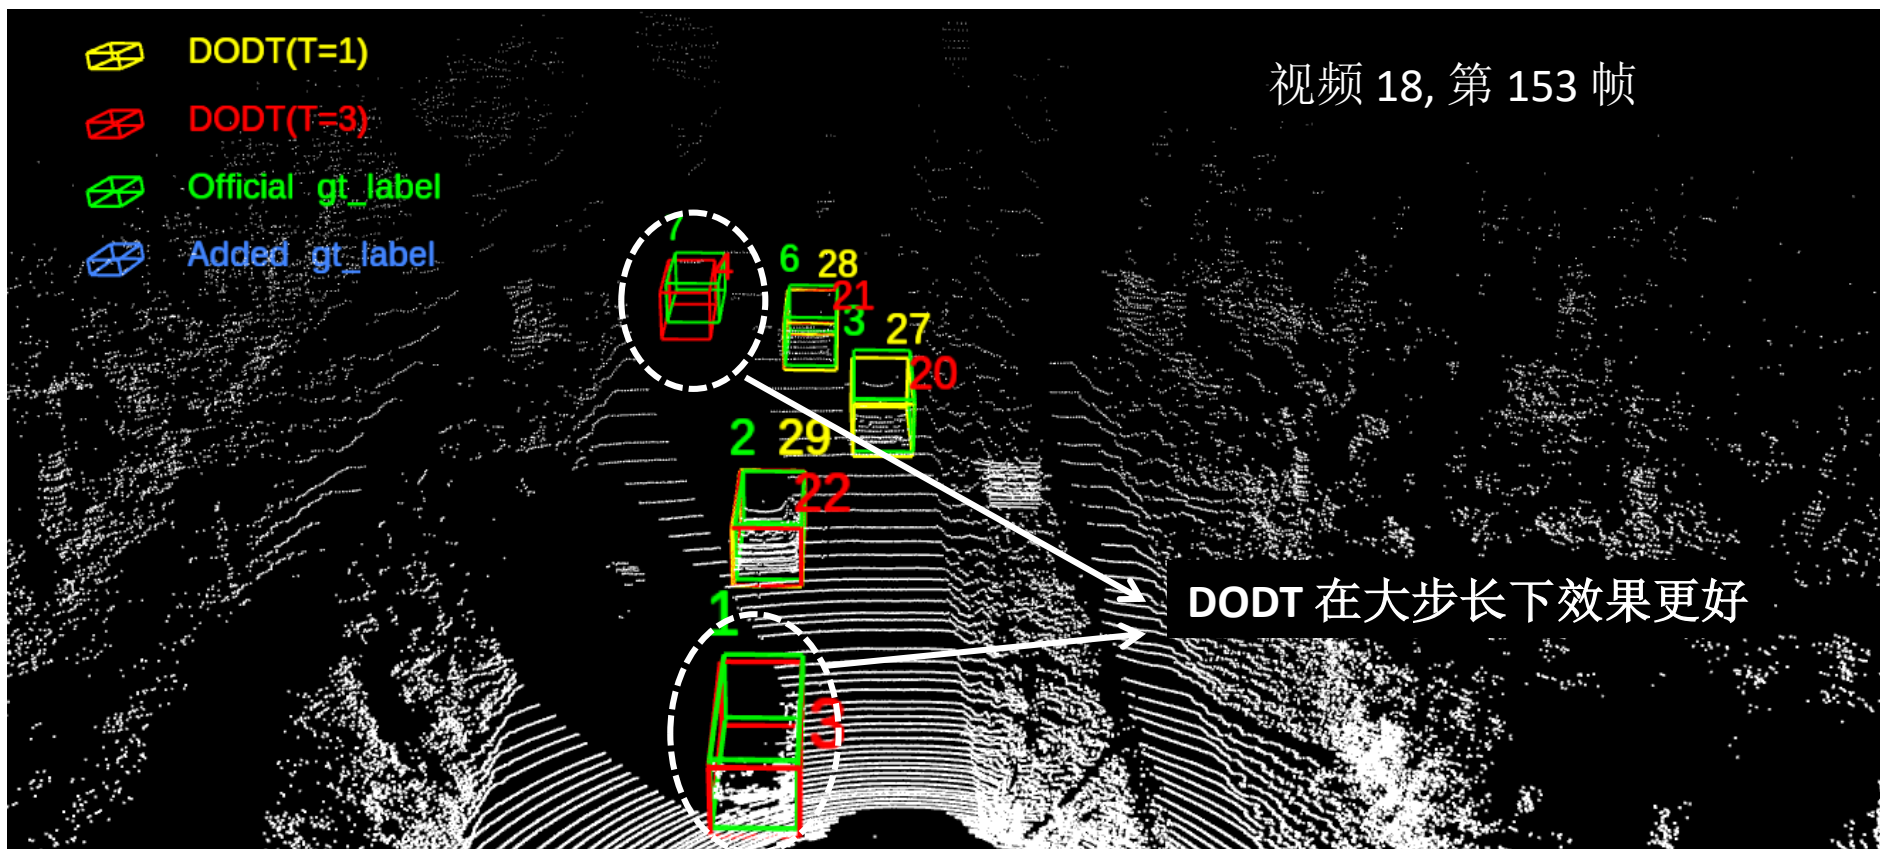 DODT(T=1)
视频 18, 第 153 帧
DODT(T=3)
Official gt_label
Added gt_label
7
4
6 28
21
3 27
20
2 29
22
1
DODT 在大步长下效果更好
3